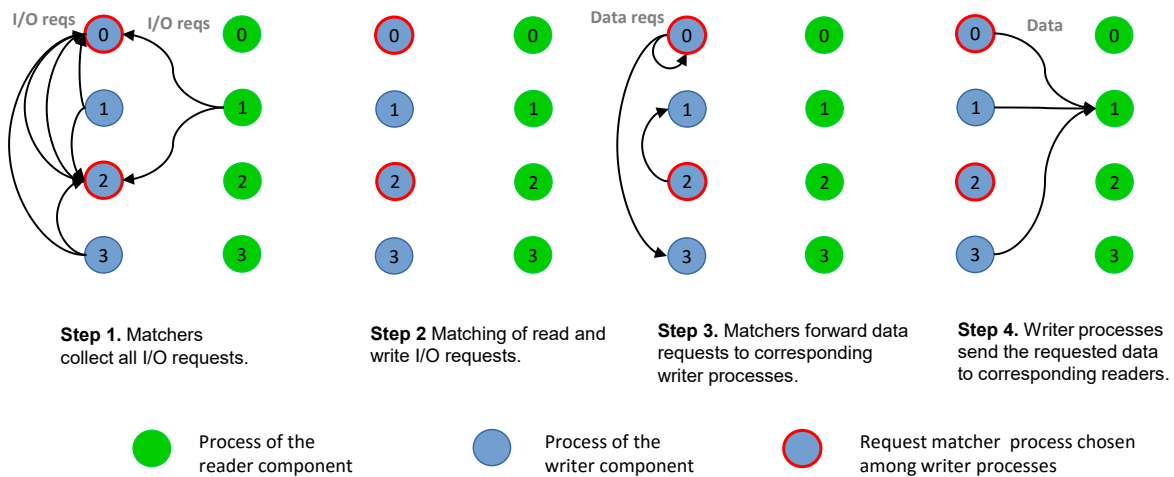 I/O reqs
I/O reqs
0
0
1
1
2
2
3
3
0
0
1
1
2
2
3
3
Data reqs
0
0
1
1
2
2
3
3
Data
0
0
1
1
2
2
3
3
Step 1. Matchers
collect all I/O requests.
Step 2 Matching of read and
write I/O requests.
Step 3. Matchers forward data
requests to corresponding
writer processes.
Step 4. Writer processes
send the requested data
to corresponding readers.
Process of the
reader component
Process of the
writer component
Request matcher process chosen
among writer processes